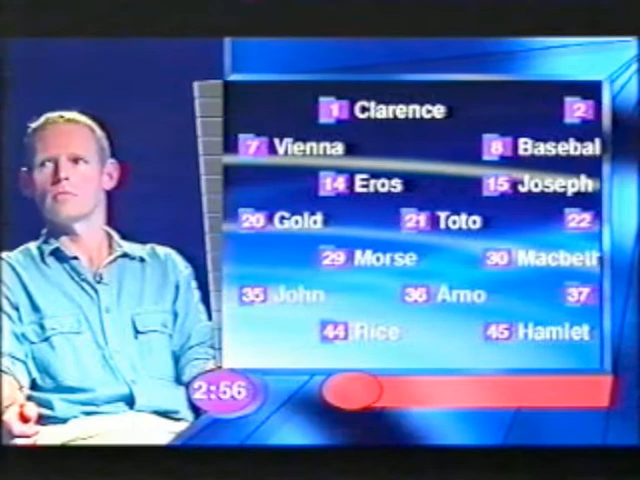 1 Clarence 2
7 Vienna 8 Basebal
14 Eros 15 Joseph
20 Gold 21 Toto 22
29 Morse 30 Macbeth
35 John 36 Arno 37
44 Rice 45 Hamlet
2:56